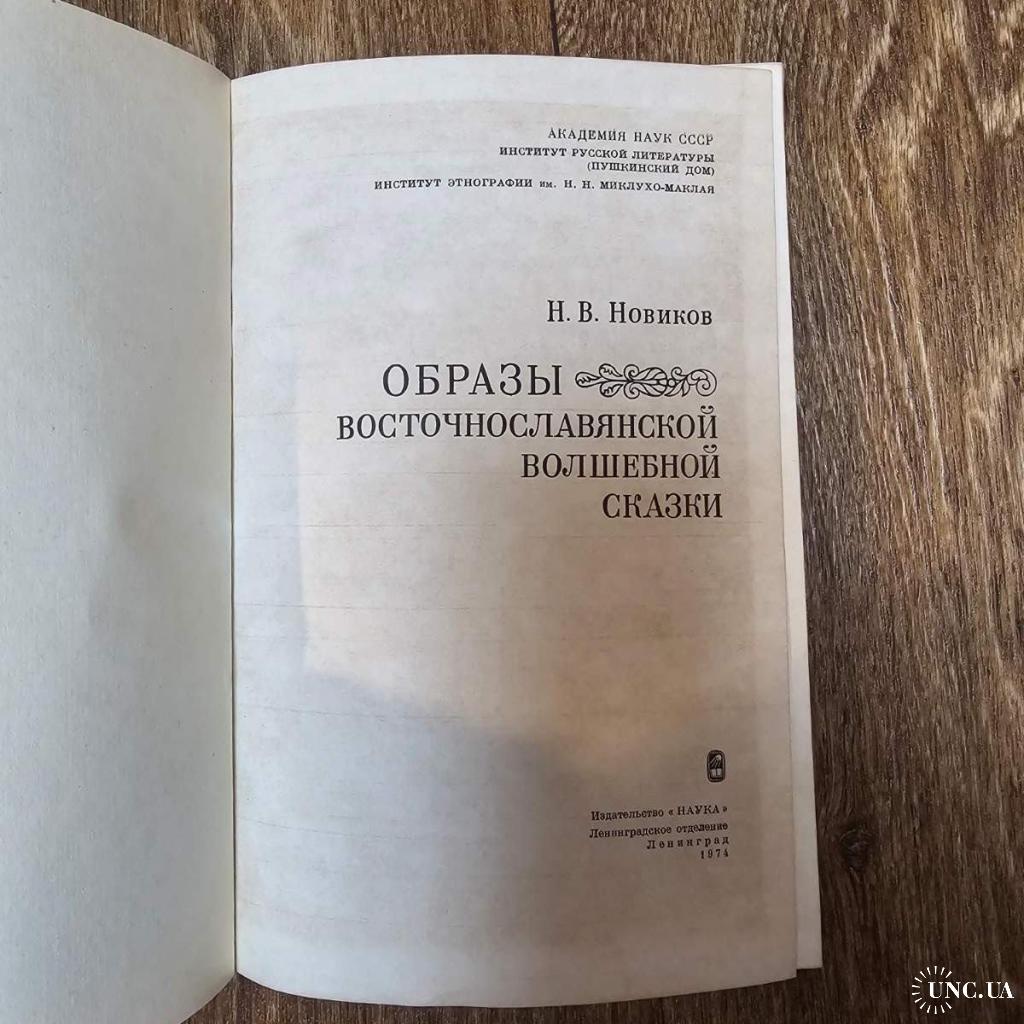 АКАДЕМИЯ НАУК СССР
ИНСТИТУТ РУССКОЙ ЛИТЕРАТУРЫ
(ПУШКИНСКИЙ ДОМ)
ИНСТИТУТ ЭТНОГРАФИИ им. Н. Н. МИКЛУХО-МАКЛАЯ
Н. В. Новиков
ОБРАЗЫ
ВОСТОЧНОСЛАВЯНСКОЙ
ВОЛШЕБНОЙ
СКАЗКИ
Издательство «НАУКА»
Ленинградское отделение
Ленинград
1974
UNC.UA